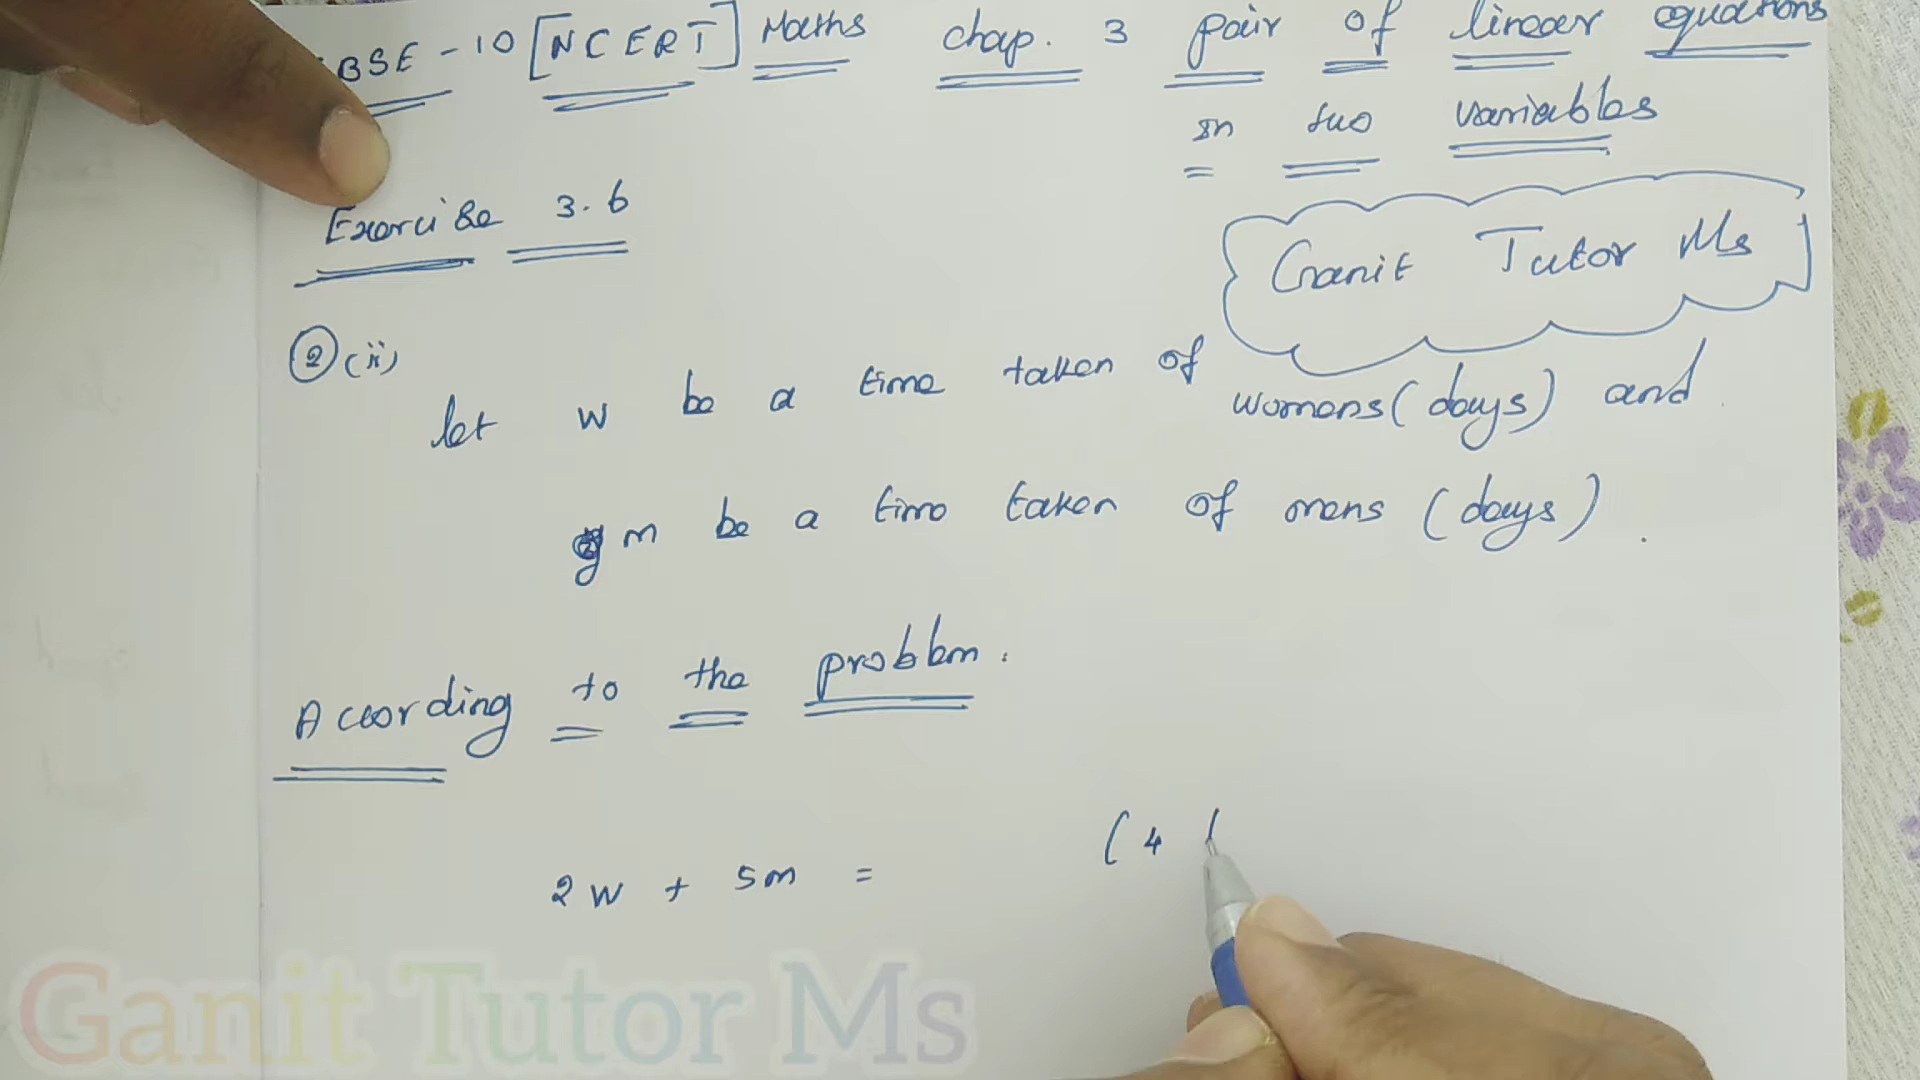 BSE - 10 [NCERT] Maths chap. 3 pair of linear equations
in two variables
Exercise 3.6
Ganit Tutor Ms
2 (ii)
let w be a time taken of womens (days) and
m be a time taken of mens (days).
According to the problem.
2w + 5m = (4 (
Ganit Tutor Ms